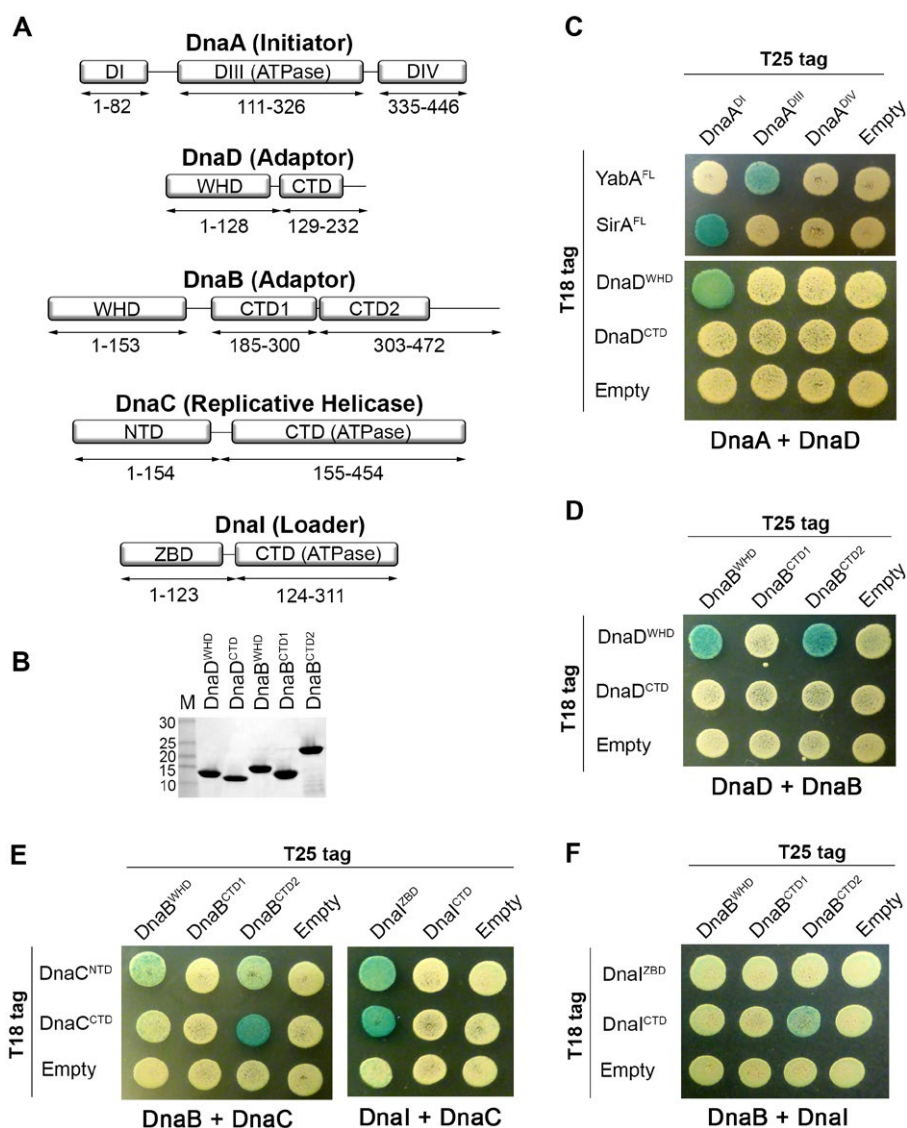 A
DnaA (Initiator)
DI DIII (ATPase) DIV
1-82 111-326 335-446
DnaD (Adaptor)
WHD CTD
1-128 129-232
DnaB (Adaptor)
WHD CTD1 CTD2
1-153 185-300 303-472
DnaC (Replicative Helicase)
NTD CTD (ATPase)
1-154 155-454
DnaI (Loader)
ZBD CTD (ATPase)
1-123 124-311
B
M DnaD^WHD DnaD^CTD DnaB^WHD DnaB^CTD1 DnaB^CTD2
30
25
20
15
10
C
T25 tag
DnaA^DI DnaA^DIII DnaA^DIV Empty
T18 tag
YabA^FL
SirA^FL
DnaD^WHD
DnaD^CTD
Empty
DnaA + DnaD
D
T25 tag
DnaB^WHD DnaB^CTD1 DnaB^CTD2 Empty
T18 tag
DnaD^WHD
DnaD^CTD
Empty
DnaD + DnaB
E
T25 tag
DnaB^WHD DnaB^CTD1 DnaB^CTD2 Empty DnaI^ZBD DnaI^CTD Empty
T18 tag
DnaC^NTD
DnaC^CTD
Empty
DnaB + DnaC DnaI + DnaC
F
T25 tag
DnaB^WHD DnaB^CTD1 DnaB^CTD2 Empty
T18 tag
DnaI^ZBD
DnaI^CTD
Empty
DnaB + DnaI